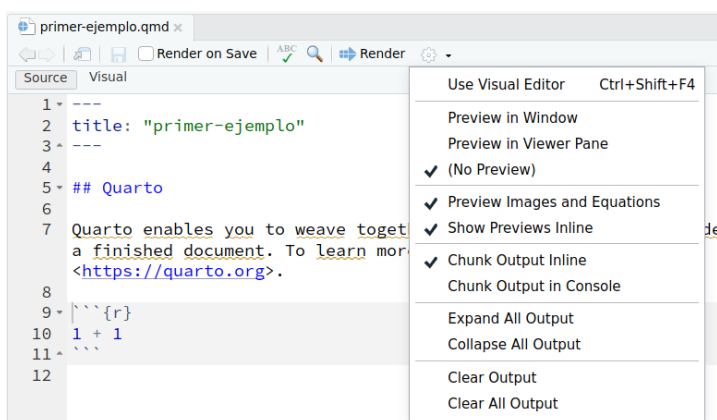 primer-ejemplo.qmd ×
Render on Save ABC Render
Source Visual
1 ---
2 title: "primer-ejemplo"
3 ---
4
5 ## Quarto
6
7 Quarto enables you to weave
a finished document. To learn
<https://quarto.org>.
8
9 ```{r}
10 1 + 1
11 ```
12
Use Visual Editor Ctrl+Shift+F4
Preview in Window
Preview in Viewer Pane
(No Preview)
Preview Images and Equations
Show Previews Inline
Chunk Output Inline
Chunk Output in Console
Expand All Output
Collapse All Output
Clear Output
Clear All Output